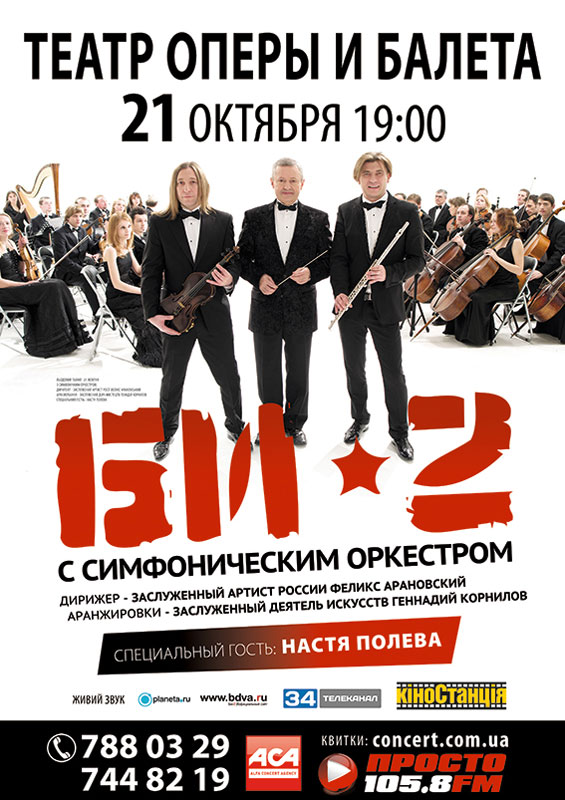 ТЕАТР ОПЕРЫ И БАЛЕТА
21 ОКТЯБРЯ 19:00
БИ 2
С СИМФОНИЧЕСКИМ ОРКЕСТРОМ
ДИРИЖЕР - ЗАСЛУЖЕННЫЙ АРТИСТ РОССИИ ФЕЛИКС АРАНОВСКИЙ
АРАНЖИРОВКИ - ЗАСЛУЖЕННЫЙ ДЕЯТЕЛЬ ИСКУССТВ ГЕННАДИЙ КОРНИЛОВ
СПЕЦИАЛЬНЫЙ ГОСТЬ: НАСТЯ ПОЛЕВА
ЖИВИЙ ЗВУК planeta.ru www.bdva.ru 34 ТЕЛЕКАНАЛ кіноСтанція
788 03 29
744 82 19
АСА
ALFA CONCERT AGENCY
КВИТКИ: concert.com.ua
ПРОСТО
105.8FM